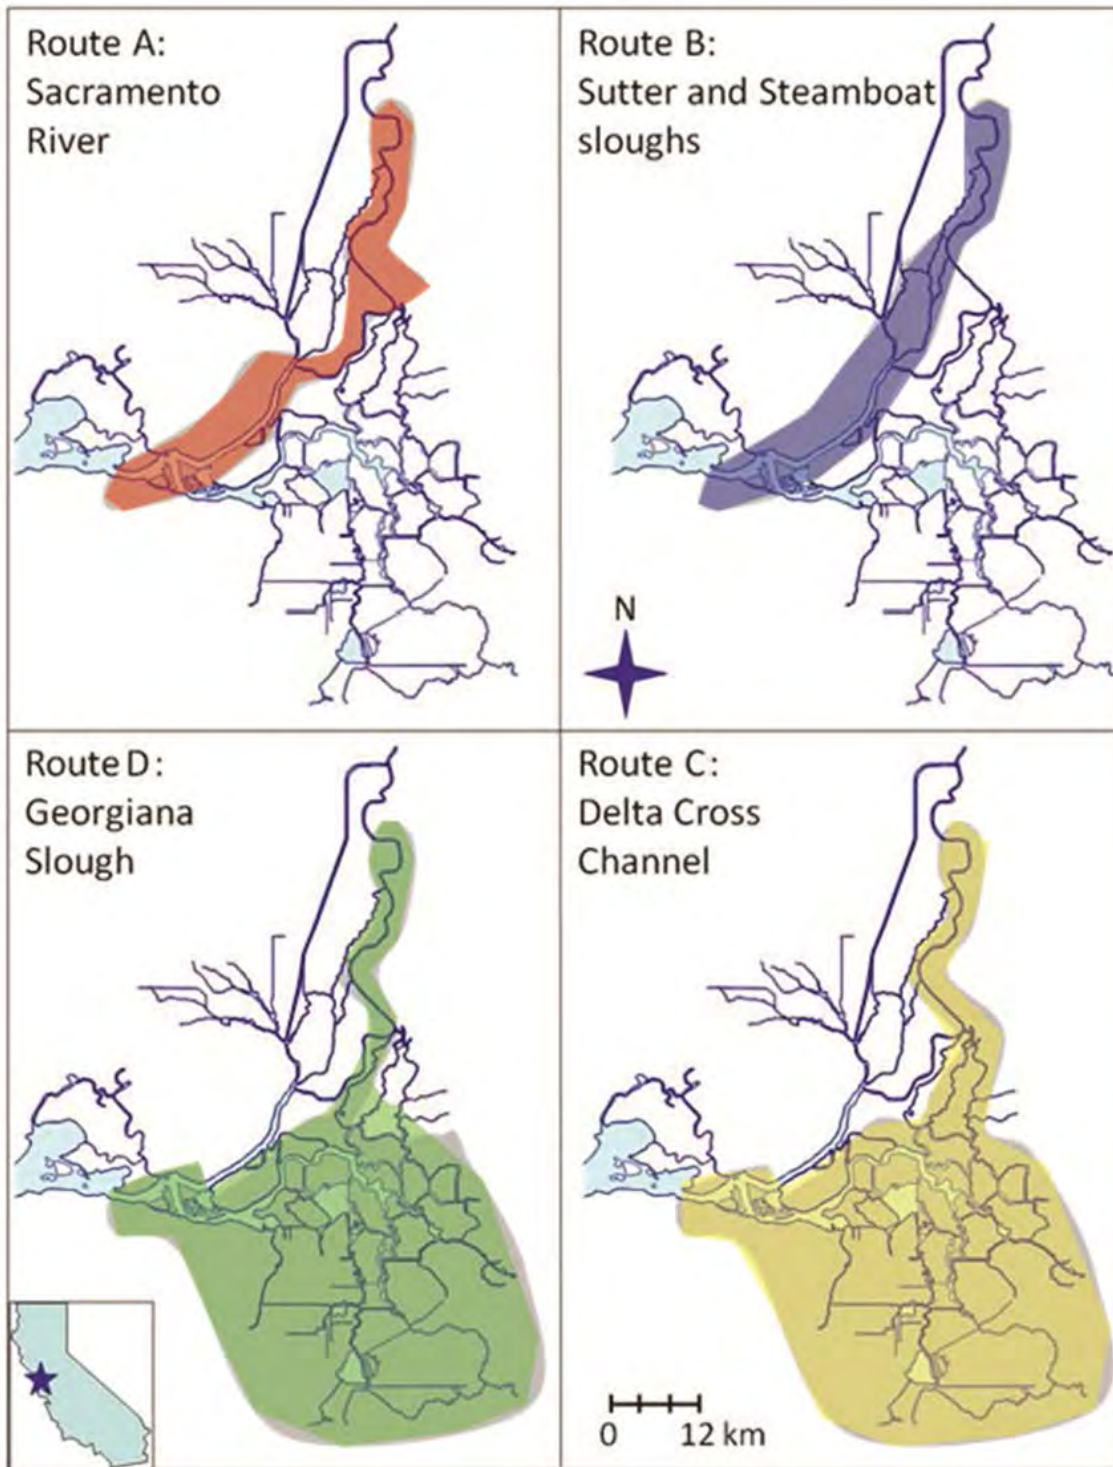 Route A:
Sacramento
River
Route B:
Sutter and Steamboat
sloughs
N
Route D:
Georgiana
Slough
Route C:
Delta Cross
Channel
0 12 km